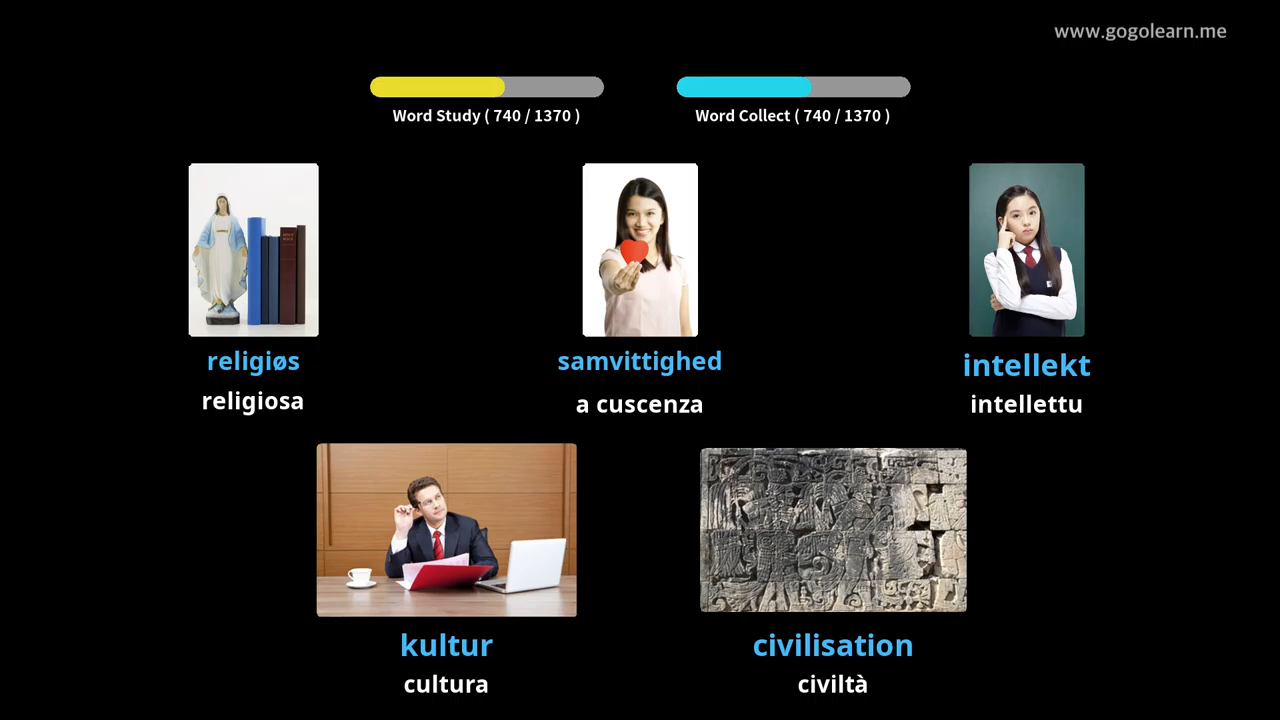 www.gogolearn.me
Word Study ( 740 / 1370 )
Word Collect ( 740 / 1370 )
religiøs
samvittighed
intellekt
religiosa
a cuscenza
intellettu
kultur
civilisation
cultura
civiltà